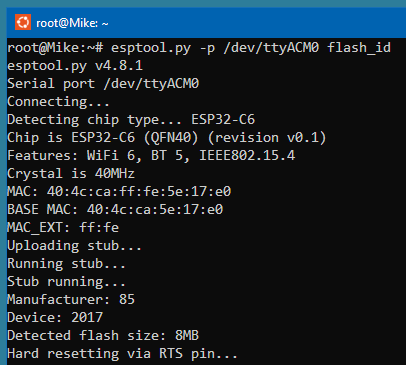 root@Mike: ~
root@Mike:~# esptool.py -p /dev/ttyACM0 flash_id
esptool.py v4.8.1
Serial port /dev/ttyACM0
Connecting...
Detecting chip type... ESP32-C6
Chip is ESP32-C6 (QFN40) (revision v0.1)
Features: WiFi 6, BT 5, IEEE802.15.4
Crystal is 40MHz
MAC: 40:4c:ca:ff:fe:5e:17:e0
BASE MAC: 40:4c:ca:5e:17:e0
MAC_EXT: ff:fe
Uploading stub...
Running stub...
Stub running...
Manufacturer: 85
Device: 2017
Detected flash size: 8MB
Hard resetting via RTS pin...